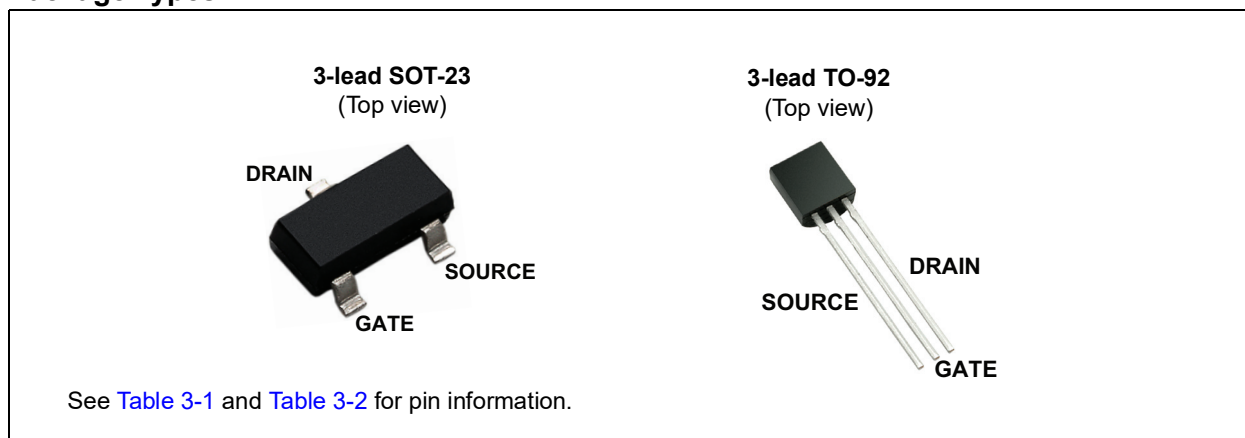 3-lead SOT-23
(Top view)
DRAIN
SOURCE
GATE
3-lead TO-92
(Top view)
DRAIN
SOURCE
GATE
See Table 3-1 and Table 3-2 for pin information.